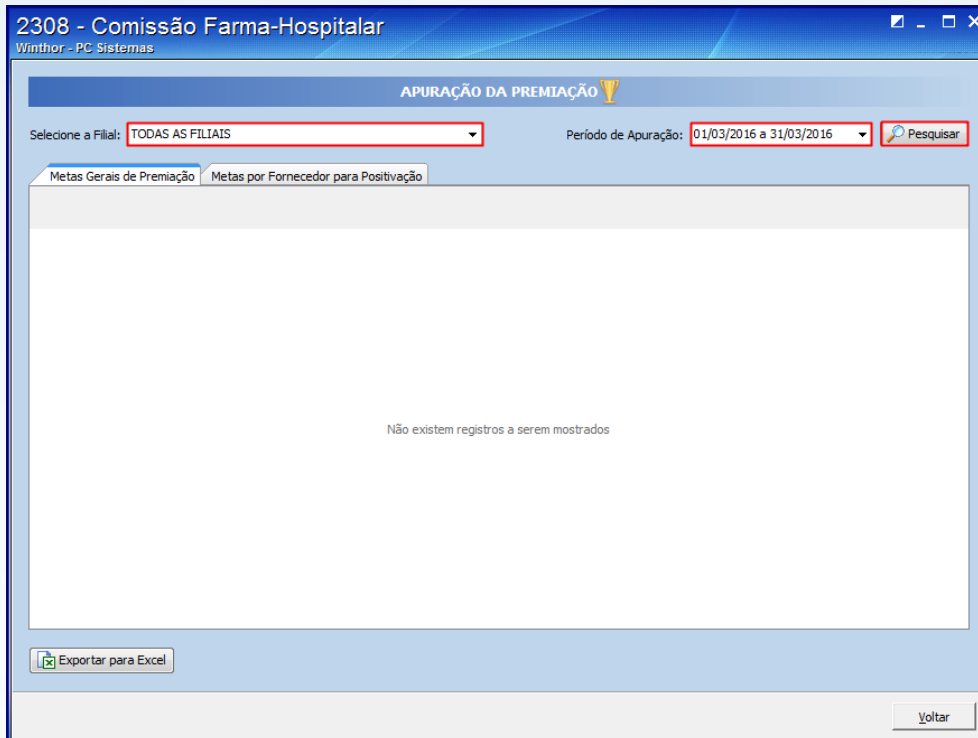 2308 - Comissão Farma-Hospitalar
Winthor - PC Sistemas
APURAÇÃO DA PREMIAÇÃO
Selecione a Filial: TODAS AS FILIAIS Período de Apuração: 01/03/2016 a 31/03/2016 Pesquisar
Metas Gerais de Premiação Metas por Fornecedor para Positivação
Não existem registros a serem mostrados
Exportar para Excel
Voltar